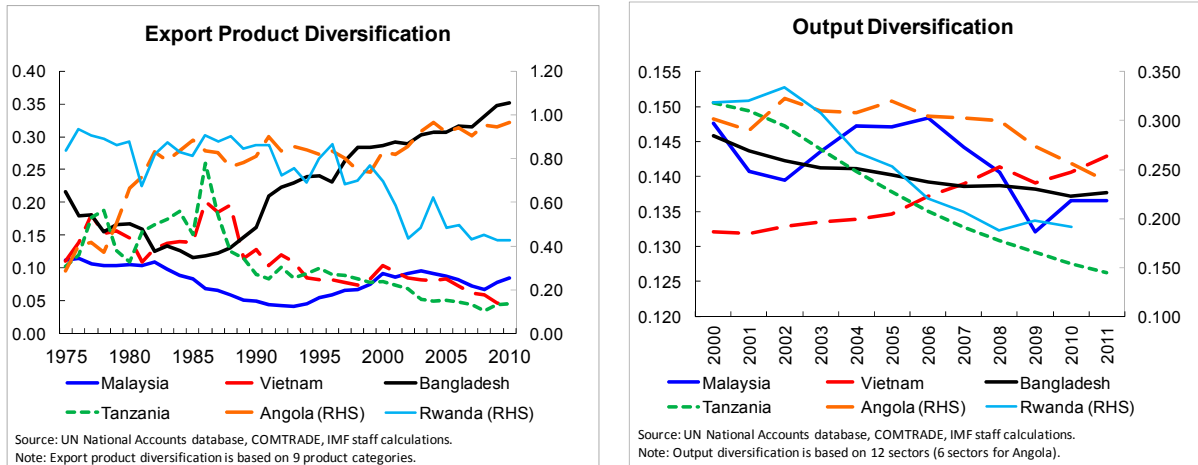 Export Product Diversification
0.40
0.35
0.30
0.25
0.20
0.15
0.10
0.05
0.00
1.20
1.00
0.80
0.60
0.40
0.20
0.00
1975 1980 1985 1990 1995 2000 2005 2010
Malaysia Vietnam Bangladesh
Tanzania Angola (RHS) Rwanda (RHS)
Source: UN National Accounts database, COMTRADE, IMF staff calculations.
Note: Export product diversification is based on 9 product categories.
Output Diversification
0.155
0.150
0.145
0.140
0.135
0.130
0.125
0.120
0.350
0.300
0.250
0.200
0.150
0.100
2000 2001 2002 2003 2004 2005 2006 2007 2008 2009 2010 2011
Malaysia Vietnam Bangladesh
Tanzania Angola (RHS) Rwanda (RHS)
Source: UN National Accounts database, COMTRADE, IMF staff calculations.
Note: Output diversification is based on 12 sectors (6 sectors for Angola).